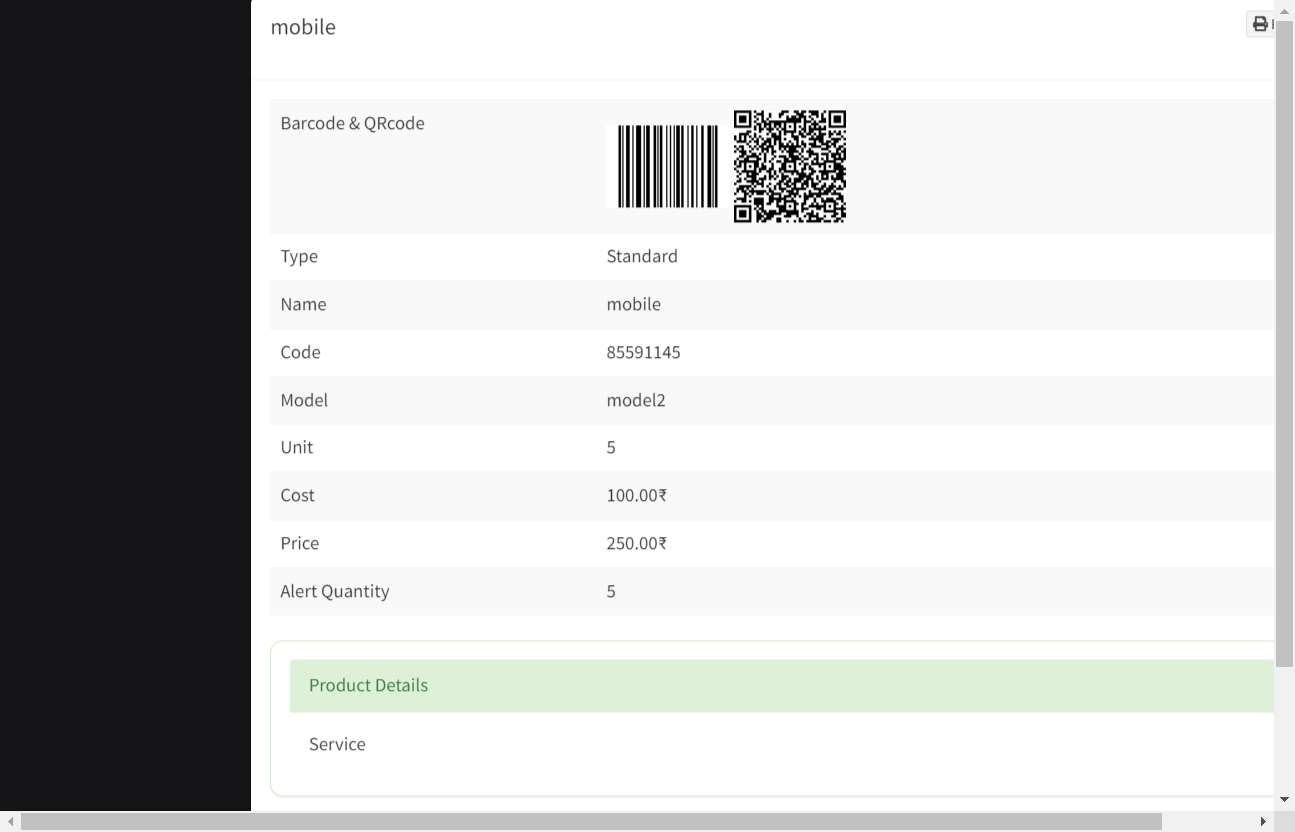 mobile
Barcode & QRcode
Type Standard
Name mobile
Code 85591145
Model model2
Unit 5
Cost 100.00₹
Price 250.00₹
Alert Quantity 5
Product Details
Service